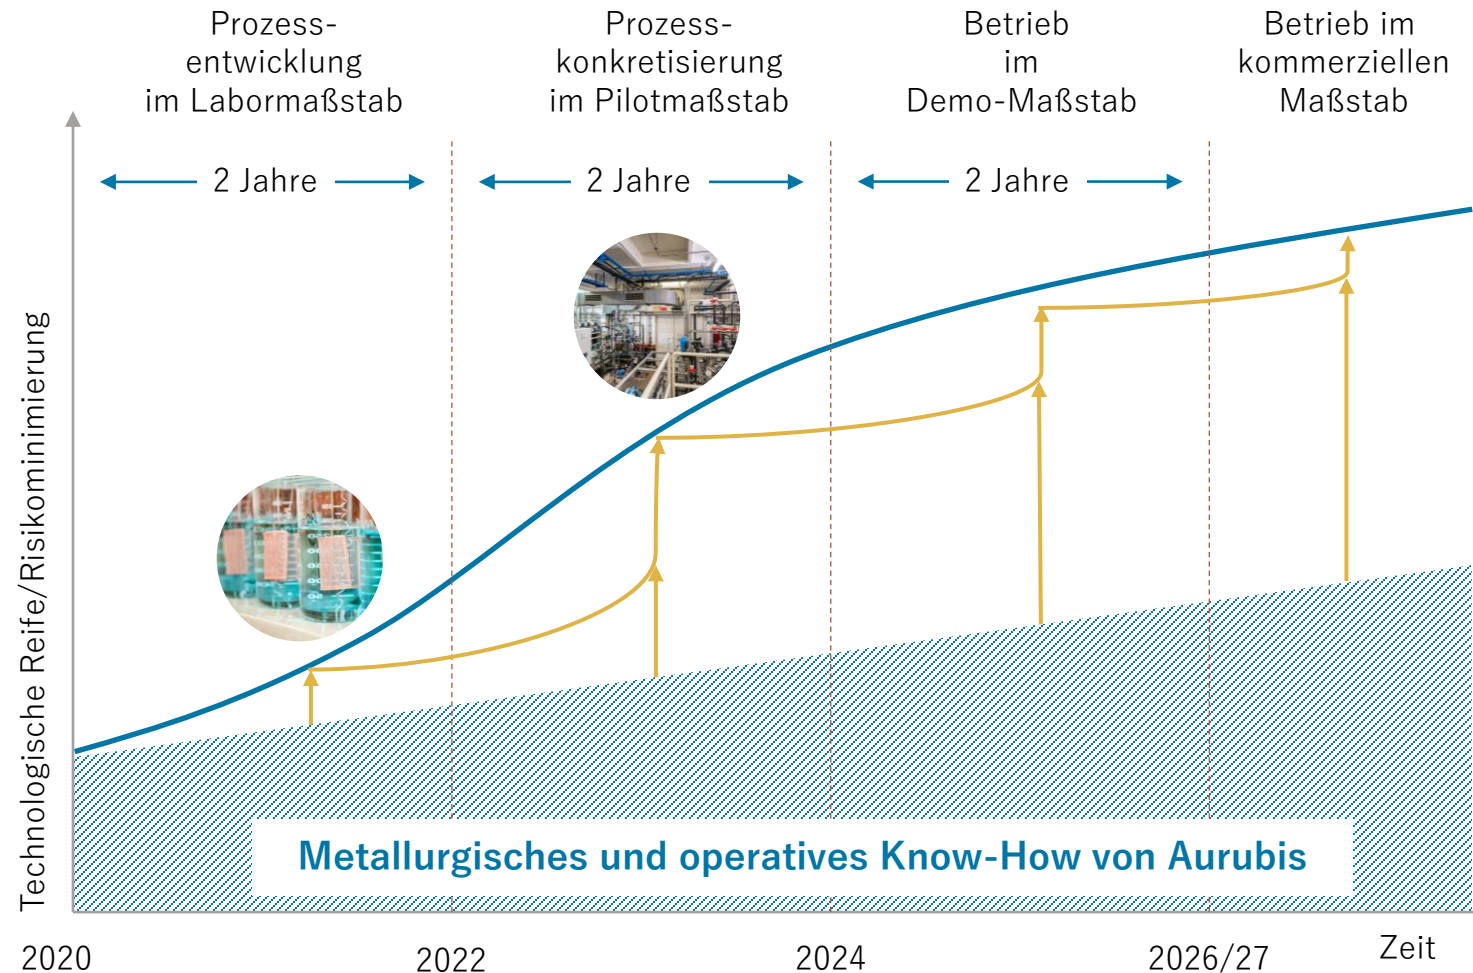 Prozess-
entwicklung
im Labormaßstab
Prozess-
konkretisierung
im Pilotmaßstab
Betrieb
im
Demo-Maßstab
Betrieb im
kommerziellen
Maßstab
2 Jahre
2 Jahre
2 Jahre
Technologische Reife/Risikominimierung
Metallurgisches und operatives Know-How von Aurubis
2020
2022
2024
2026/27
Zeit